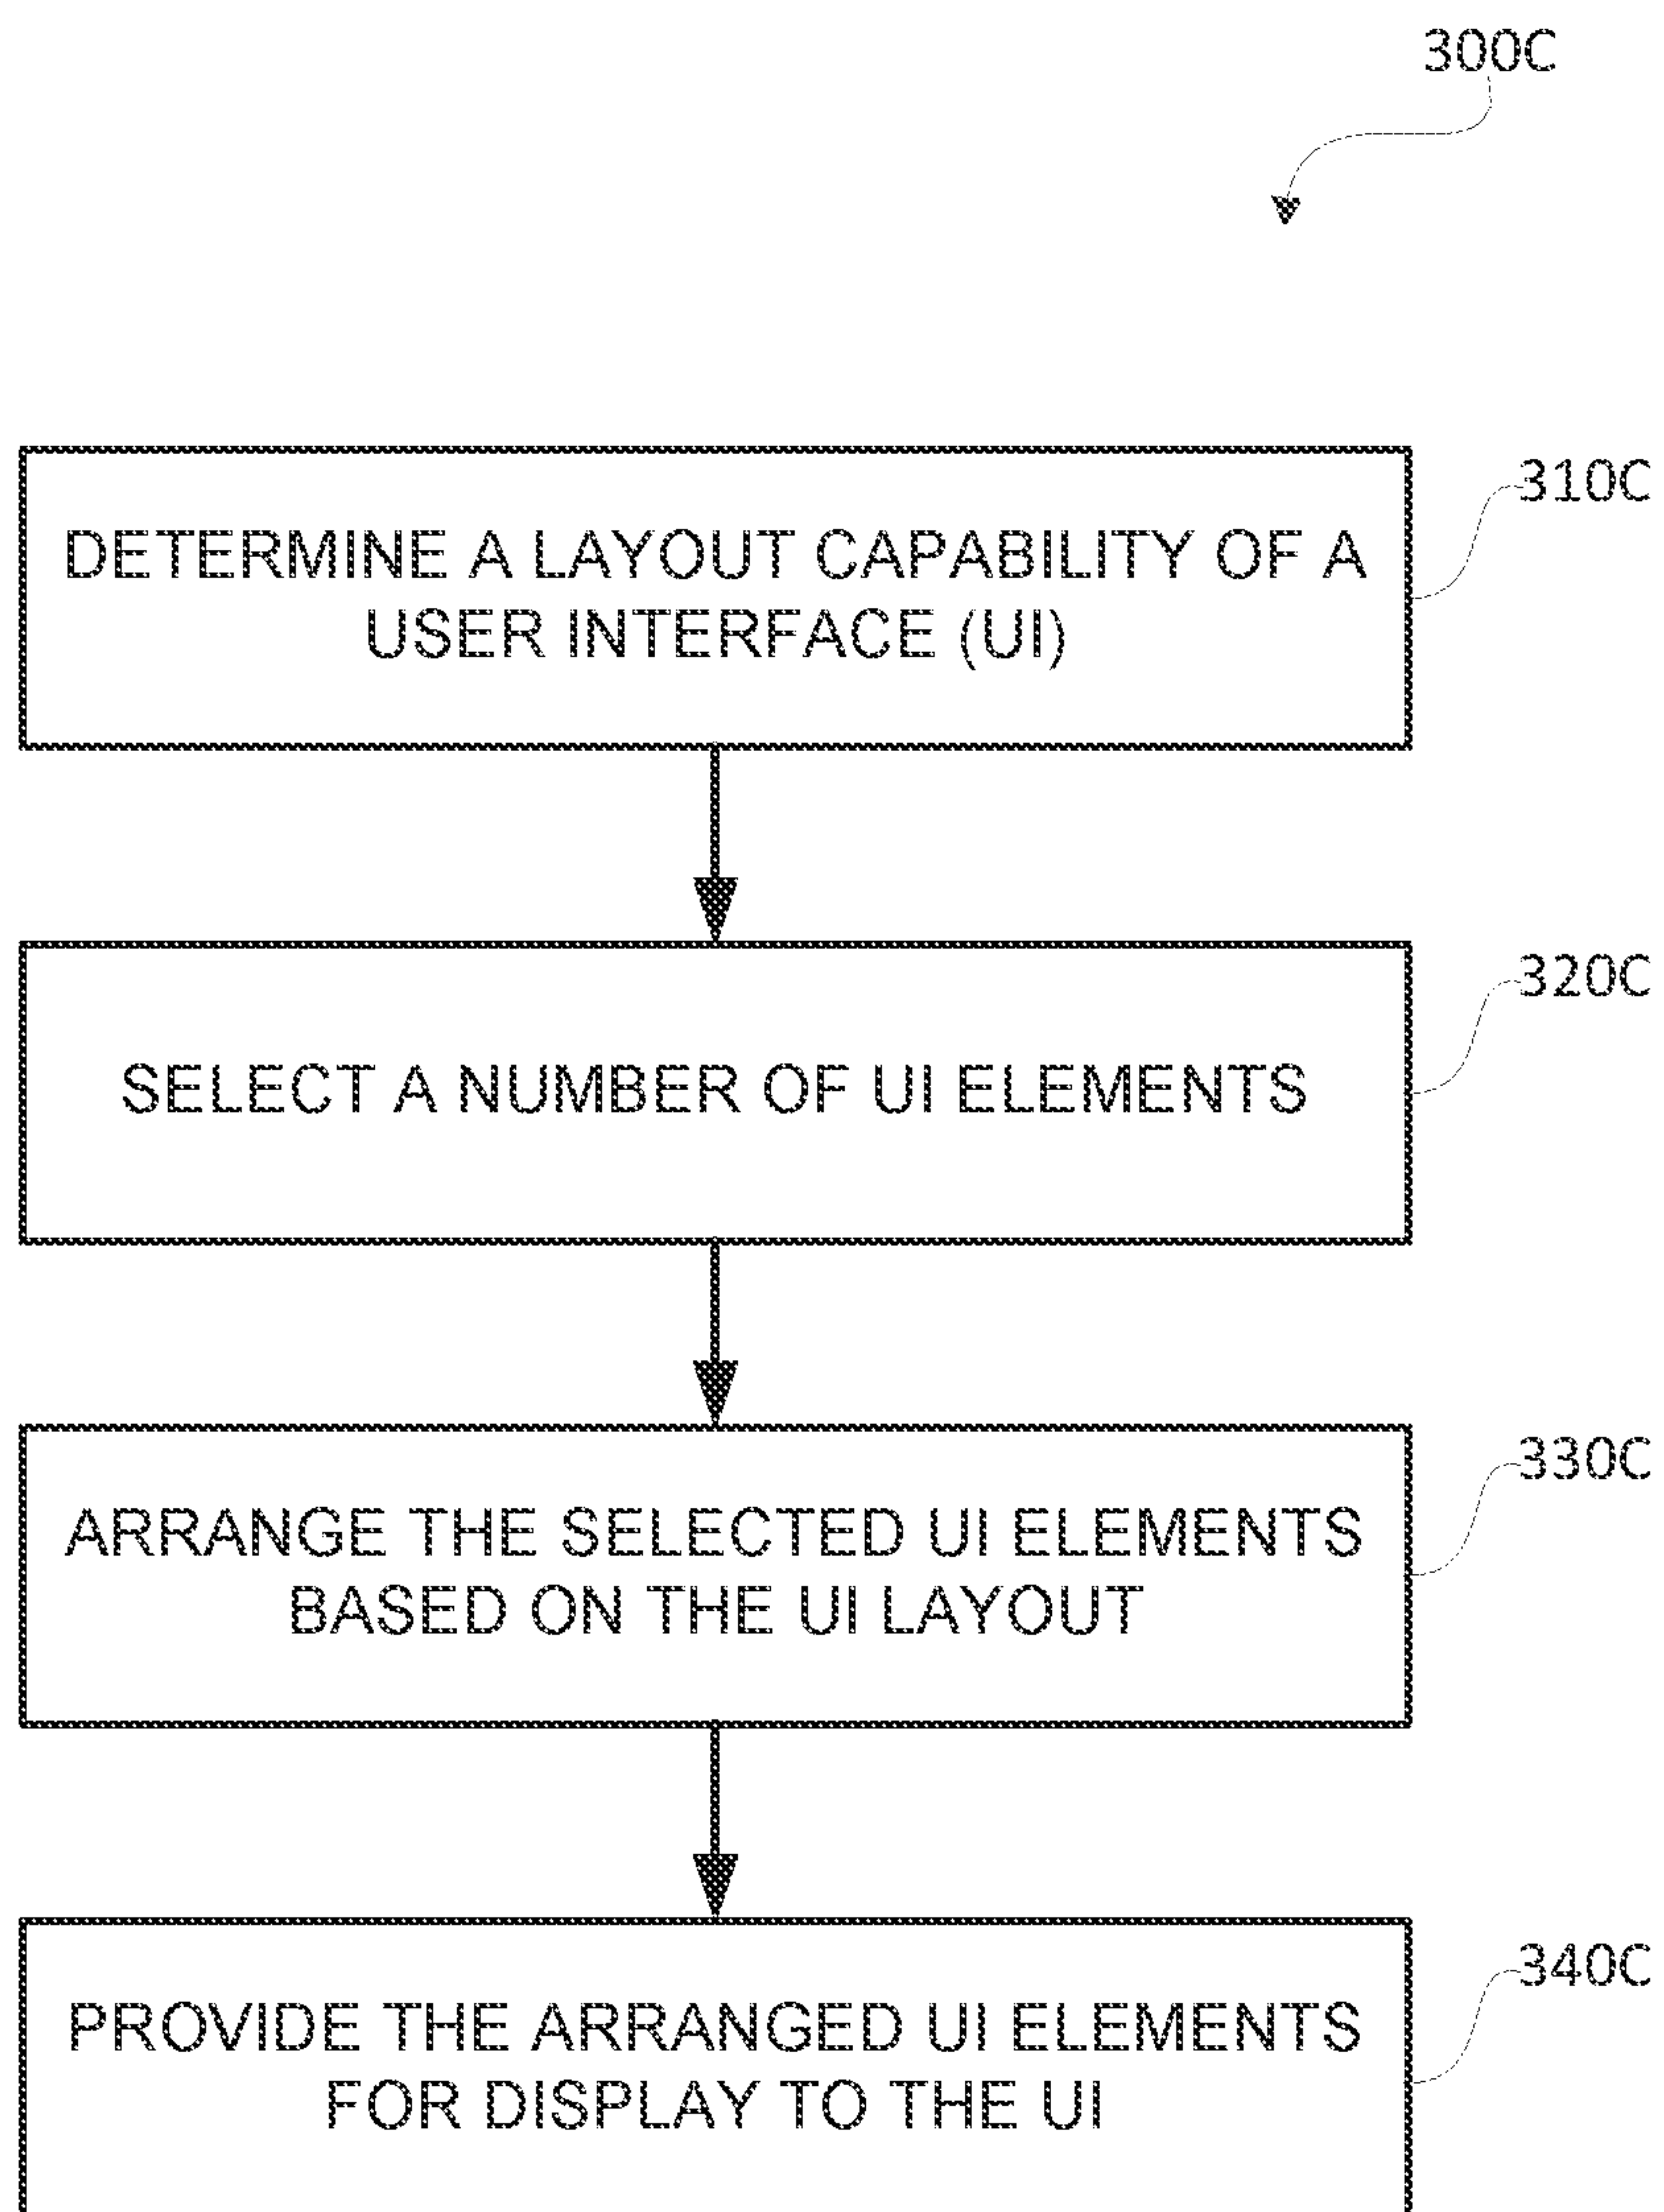 300C
310C
DETERMINE A LAYOUT CAPABILITY OF A
USER INTERFACE (UI)
320C
SELECT A NUMBER OF UI ELEMENTS
330C
ARRANGE THE SELECTED UI ELEMENTS
BASED ON THE UI LAYOUT
340C
PROVIDE THE ARRANGED UI ELEMENTS
FOR DISPLAY TO THE UI